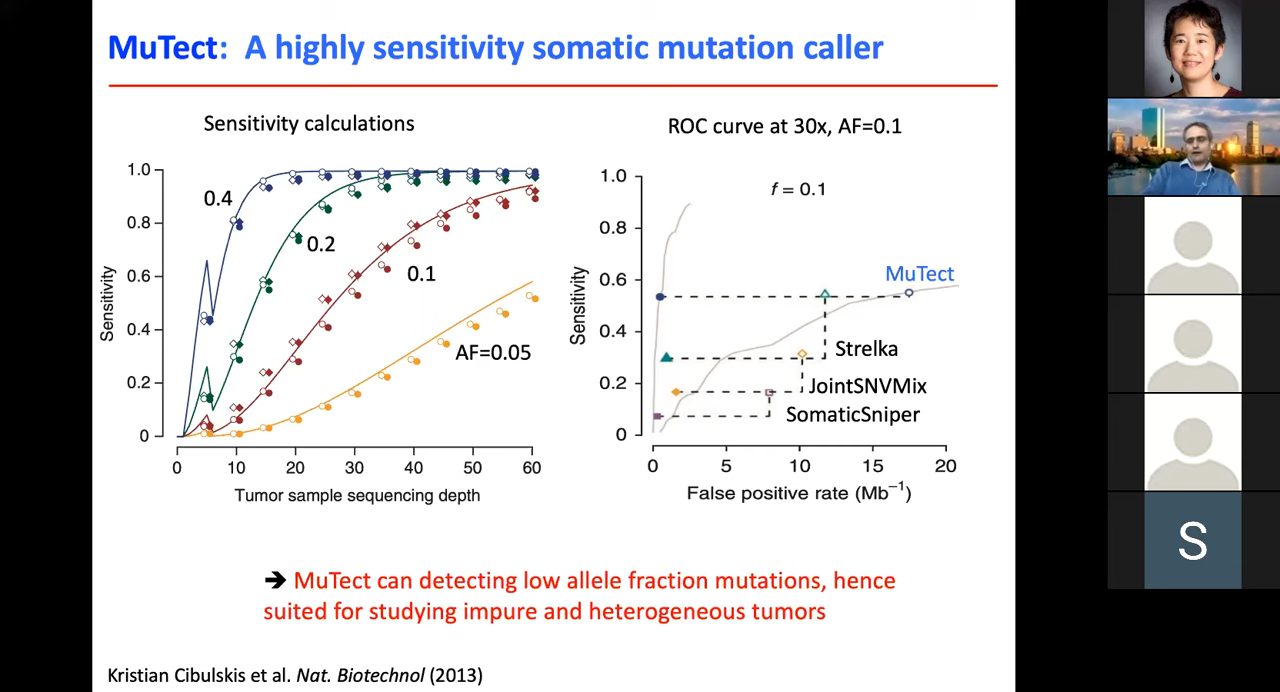 MuTect: A highly sensitivity somatic mutation caller
Sensitivity calculations
1.0
0.8
0.6
0.4
0.2
0
Sensitivity
0.4
0.2
0.1
AF=0.05
0 10 20 30 40 50 60
Tumor sample sequencing depth
ROC curve at 30x, AF=0.1
1.0
0.8
0.6
0.4
0.2
0
Sensitivity
f = 0.1
MuTect
Strelka
JointSNVMix
SomaticSniper
0 5 10 15 20
False positive rate (Mb⁻¹)
➔ MuTect can detecting low allele fraction mutations, hence
suited for studying impure and heterogeneous tumors
Kristian Cibulskis et al. Nat. Biotechnol (2013)
S